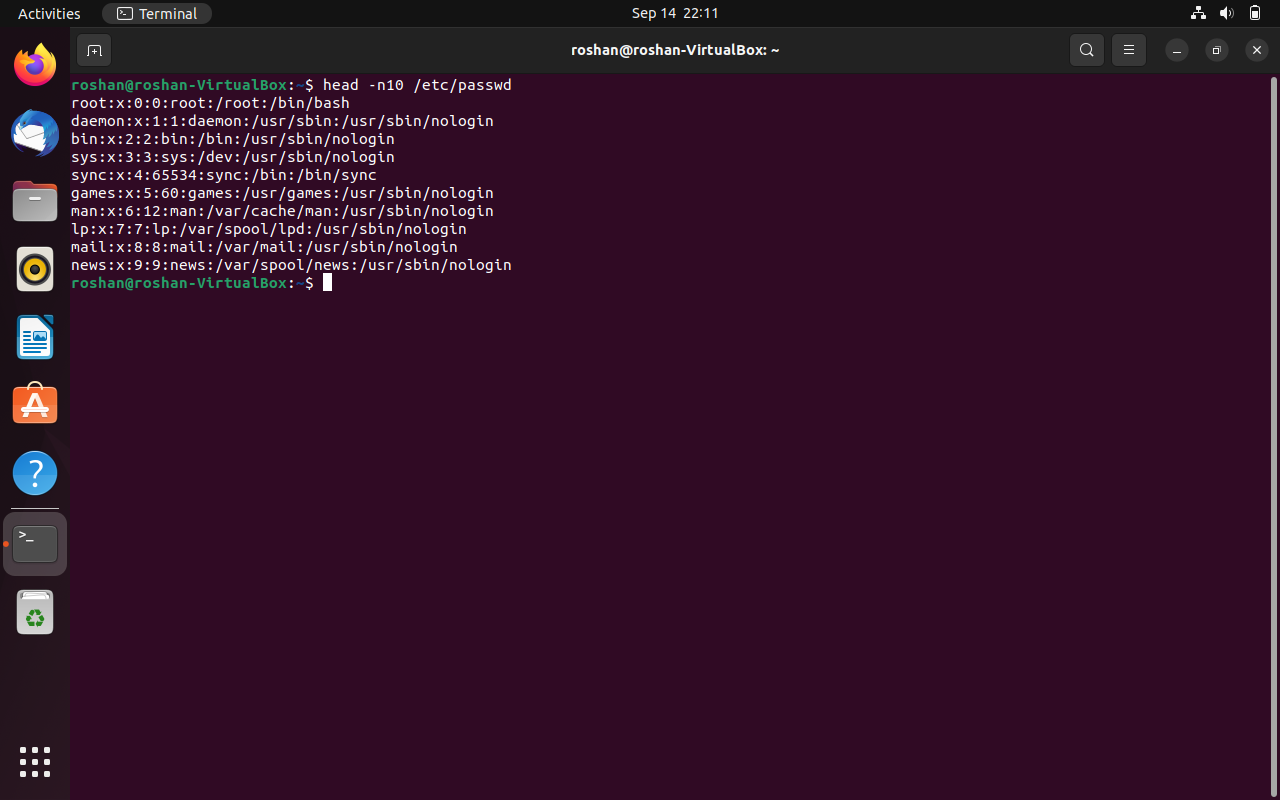 Activities
Terminal
Sep 14 22:11
roshan@roshan-VirtualBox: ~
roshan@roshan-VirtualBox:~$ head -n10 /etc/passwd
root:x:0:0:root:/root:/bin/bash
daemon:x:1:1:daemon:/usr/sbin:/usr/sbin/nologin
bin:x:2:2:bin:/bin:/usr/sbin/nologin
sys:x:3:3:sys:/dev:/usr/sbin/nologin
sync:x:4:65534:sync:/bin:/bin/sync
games:x:5:60:games:/usr/games:/usr/sbin/nologin
man:x:6:12:man:/var/cache/man:/usr/sbin/nologin
lp:x:7:7:lp:/var/spool/lpd:/usr/sbin/nologin
mail:x:8:8:mail:/var/mail:/usr/sbin/nologin
news:x:9:9:news:/var/spool/news:/usr/sbin/nologin
roshan@roshan-VirtualBox:~$